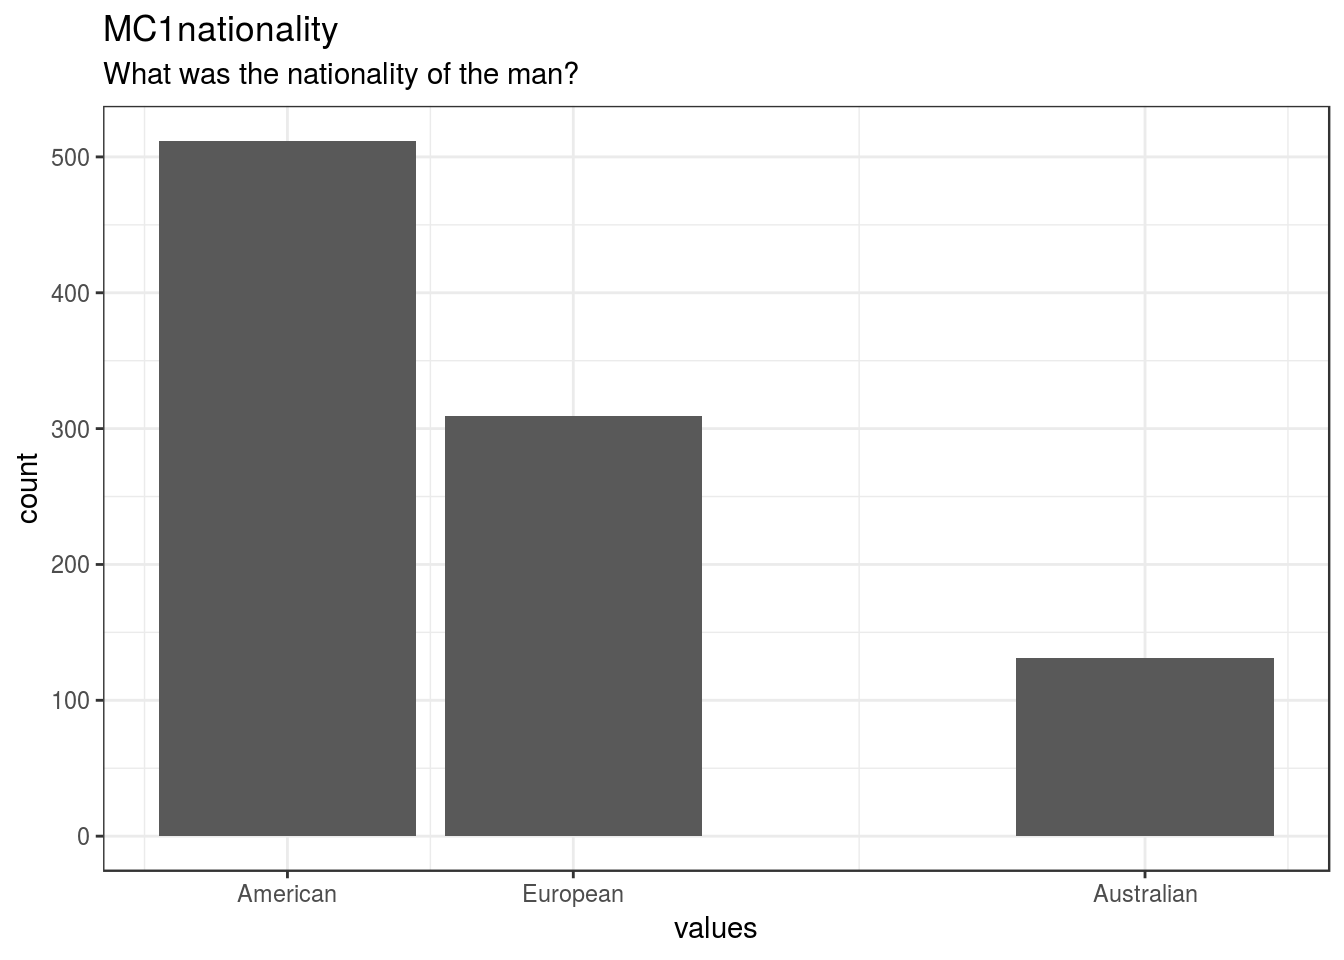 MC1nationality
What was the nationality of the man?
500
400
300
200
100
0
count
American European Australian
values